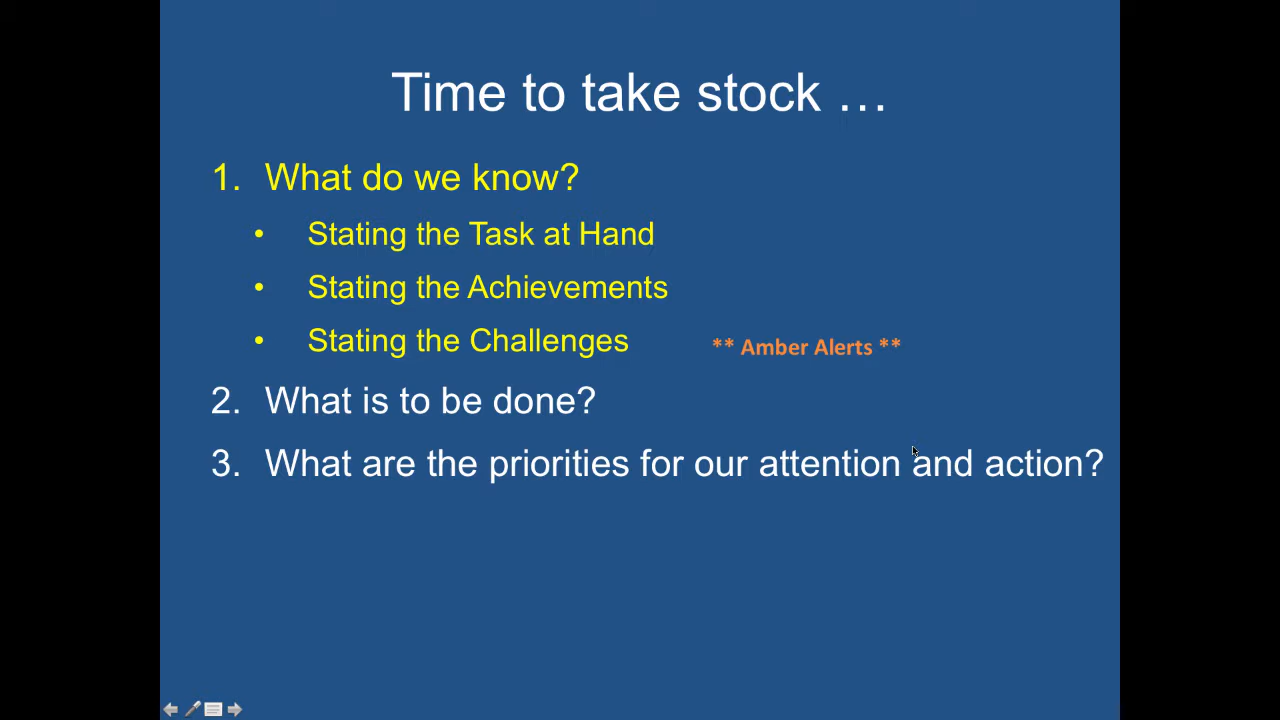 Time to take stock …
1. What do we know?
• Stating the Task at Hand
• Stating the Achievements
• Stating the Challenges ** Amber Alerts **
2. What is to be done?
3. What are the priorities for our attention and action?